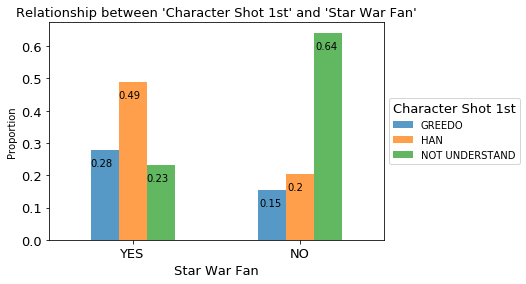 Relationship between 'Character Shot 1st' and 'Star War Fan'
0.6
0.5
0.4
0.3
0.2
0.1
0.0
Proportion
0.28
0.49
0.23
0.15
0.2
0.64
YES
NO
Star War Fan
Character Shot 1st
GREEDO
HAN
NOT UNDERSTAND